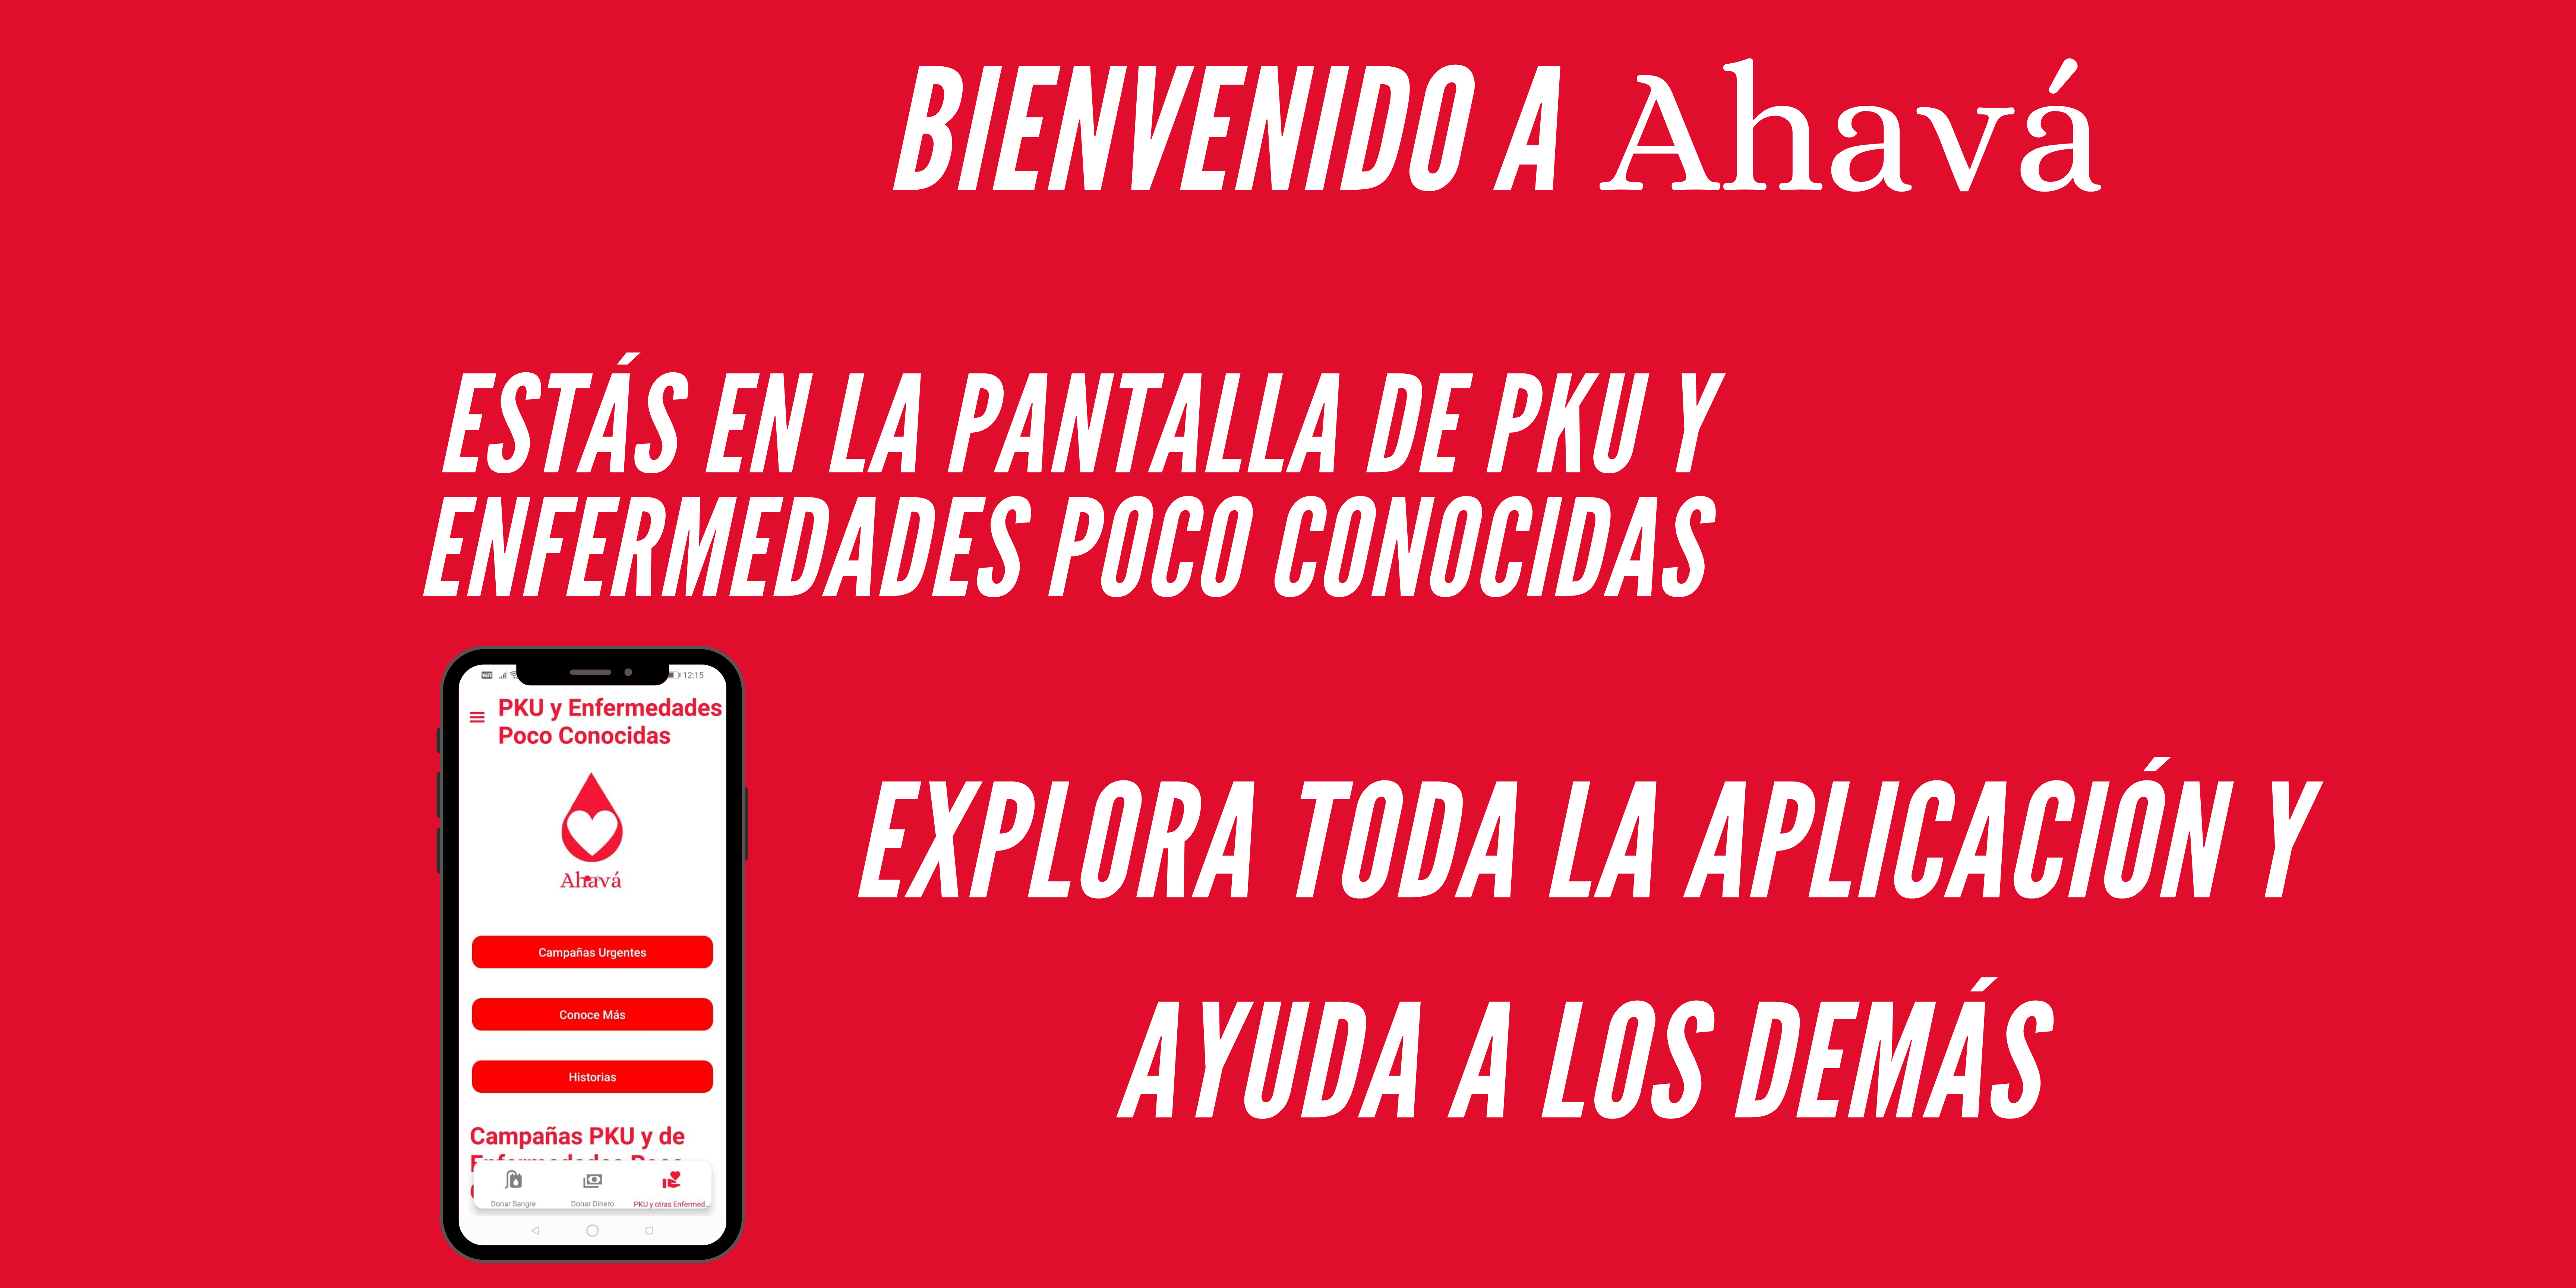 BIENVENIDO A Ahavá
ESTÁS EN LA PANTALLA DE PKU Y
ENFERMEDADES POCO CONOCIDAS
12:15
PKU y Enfermedades
Poco Conocidas
Ahavá
Campañas Urgentes
Conoce Más
Historias
Campañas PKU y de
Donar Sangre
Donar Dinero
PKU y otras Enfermed...
EXPLORA TODA LA APLICACIÓN Y
AYUDA A LOS DEMÁS